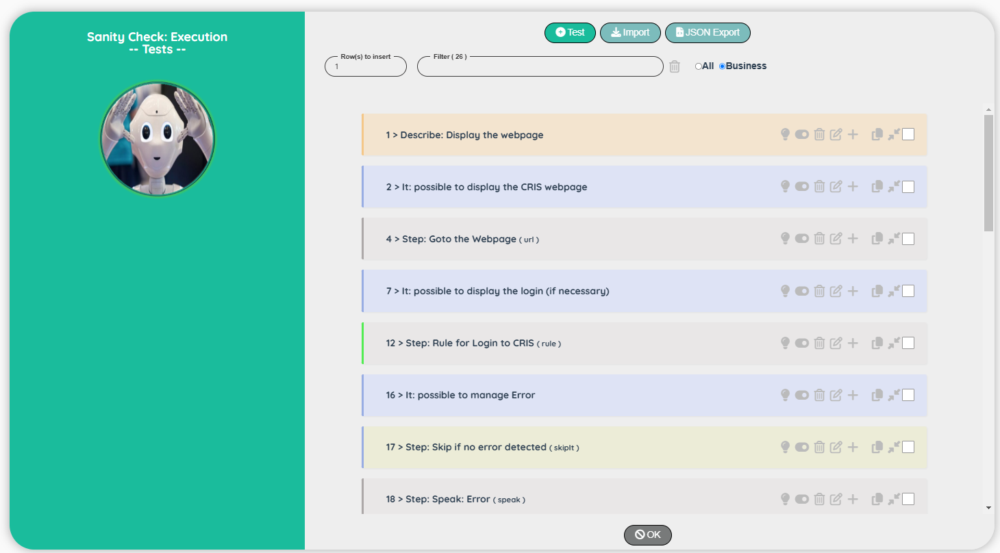 Sanity Check: Execution
-- Tests --
Test
Import
JSON Export
Row(s) to insert
1
Filter ( 26 )
All
Business
1 > Describe: Display the webpage
2 > It: possible to display the CRIS webpage
4 > Step: Goto the Webpage ( url )
7 > It: possible to display the login (if necessary)
12 > Step: Rule for Login to CRIS ( rule )
16 > It: possible to manage Error
17 > Step: Skip if no error detected ( skipIt )
18 > Step: Speak: Error ( speak )
OK